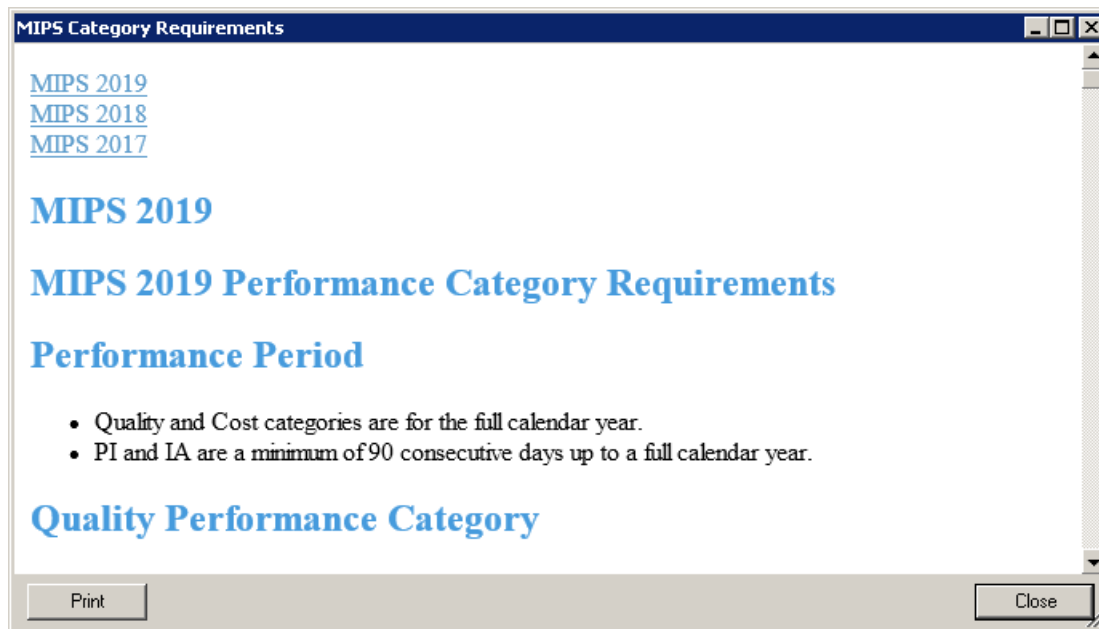 MIPS Category Requirements
MIPS 2019
MIPS 2018
MIPS 2017
MIPS 2019
MIPS 2019 Performance Category Requirements
Performance Period
• Quality and Cost categories are for the full calendar year.
• PI and IA are a minimum of 90 consecutive days up to a full calendar year.
Quality Performance Category
Print
Close